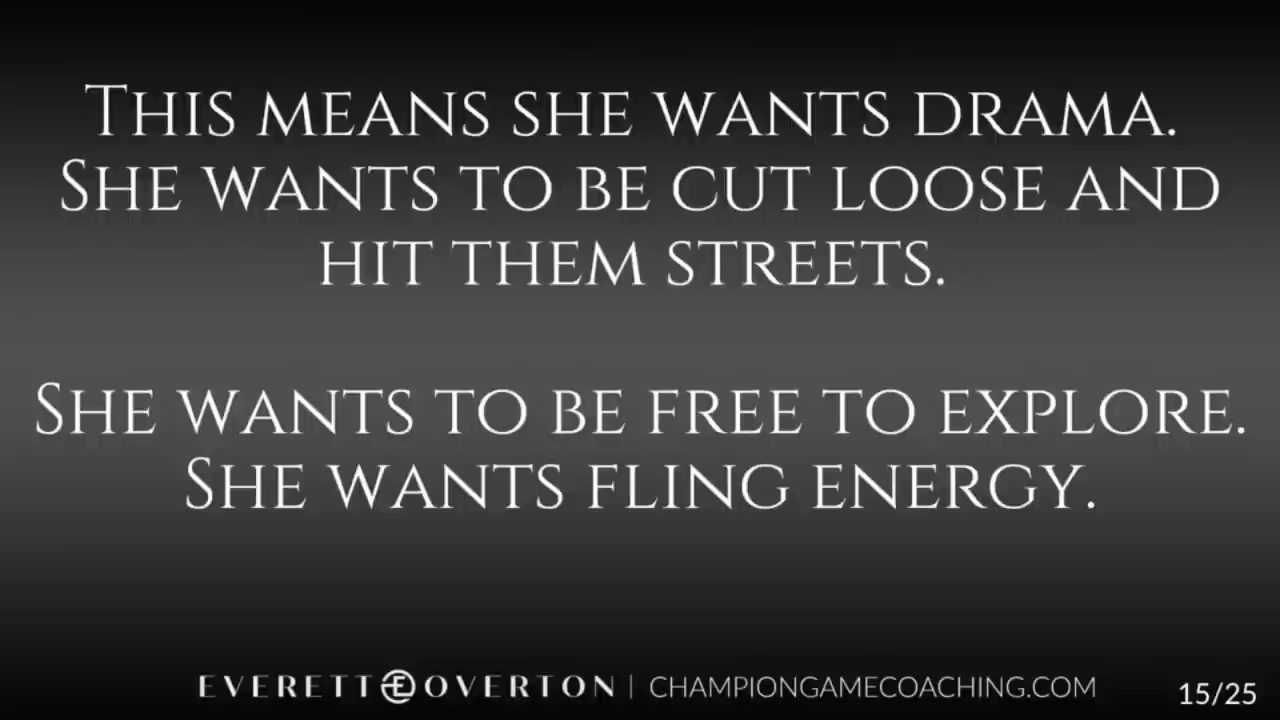 This means she wants drama.
She wants to be cut loose and
hit them streets.
She wants to be free to explore.
She wants fling energy.
EVERETT OVERTON | CHAMPIONGAMECOACHING.COM
15/25